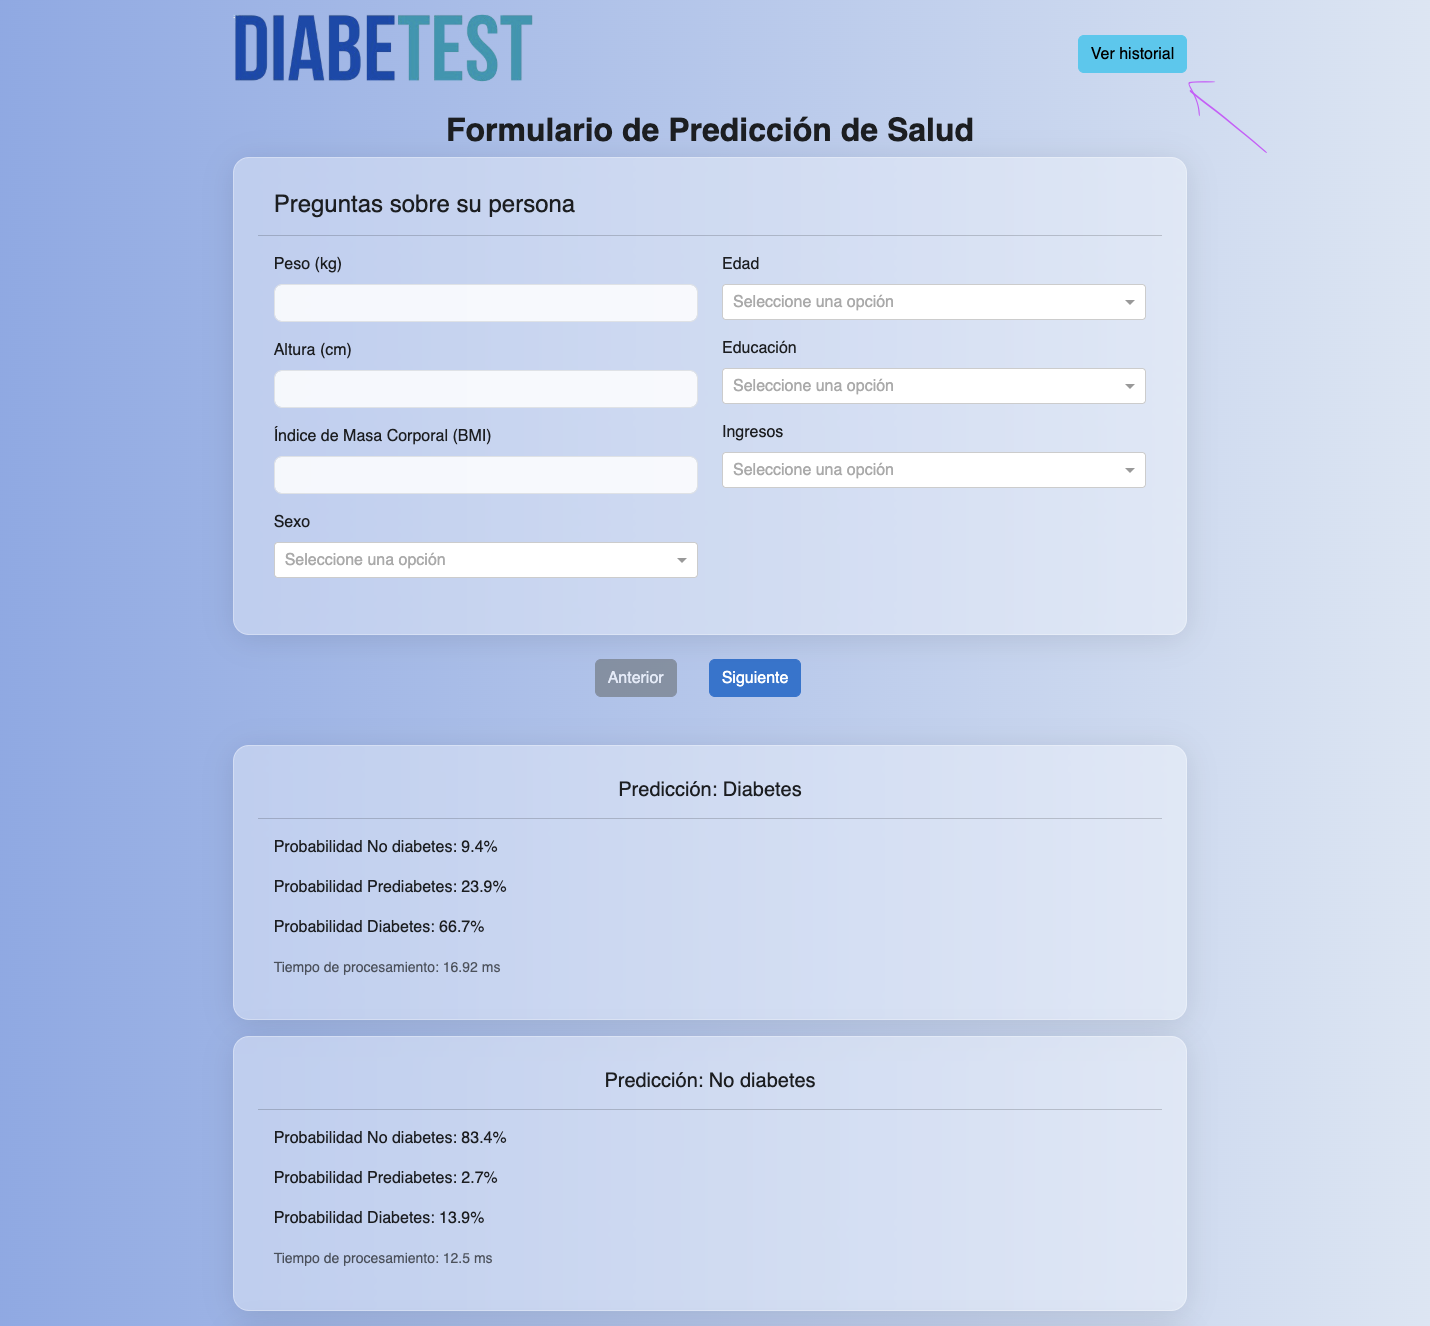 DIABETEST
Ver historial
Formulario de Predicción de Salud
Preguntas sobre su persona
Peso (kg)
Altura (cm)
Índice de Masa Corporal (BMI)
Sexo
Seleccione una opción
Edad
Seleccione una opción
Educación
Seleccione una opción
Ingresos
Seleccione una opción
Anterior
Siguiente
Predicción: Diabetes
Probabilidad No diabetes: 9.4%
Probabilidad Prediabetes: 23.9%
Probabilidad Diabetes: 66.7%
Tiempo de procesamiento: 16.92 ms
Predicción: No diabetes
Probabilidad No diabetes: 83.4%
Probabilidad Prediabetes: 2.7%
Probabilidad Diabetes: 13.9%
Tiempo de procesamiento: 12.5 ms